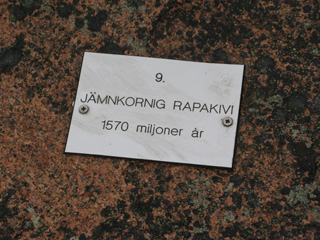 9.
JÄMNKORNIG RAPAKIVI
1570 miljoner år